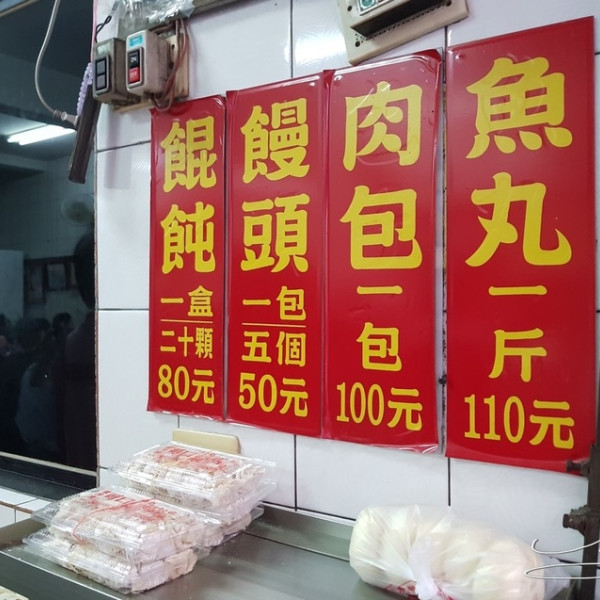 魚丸
一斤
110元
肉包
一包
100元
饅頭
一包
五個
50元
餛飩
一盒
二十顆
80元